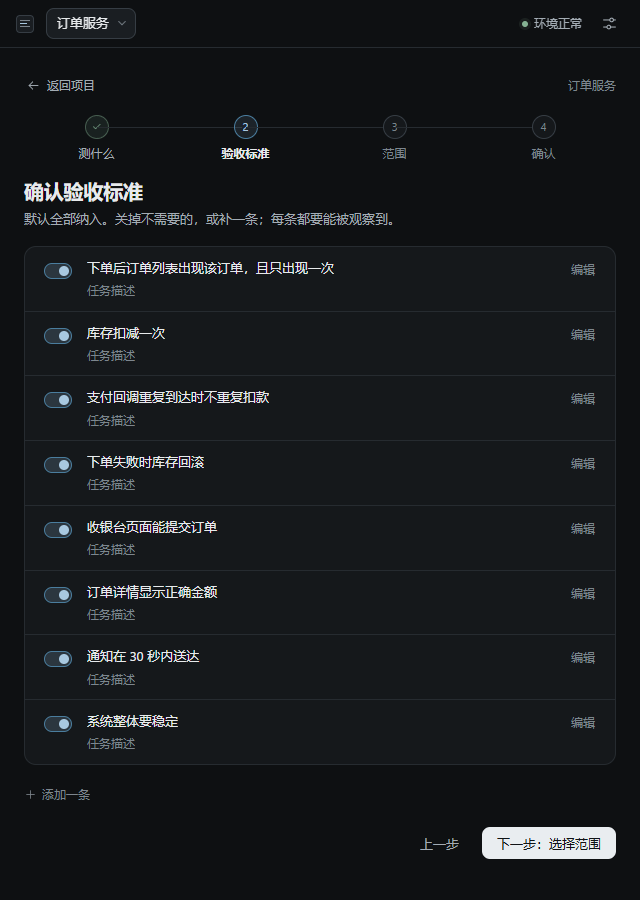 订单服务
环境正常
返回项目
订单服务
2
3
4
测什么
验收标准
范围
确认
确认验收标准
默认全部纳入。关掉不需要的，或补一条；每条都要能被观察到。
下单后订单列表出现该订单，且只出现一次
编辑
任务描述
库存扣减一次
编辑
任务描述
支付回调重复到达时不重复扣款
编辑
任务描述
下单失败时库存回滚
编辑
任务描述
收银台页面能提交订单
编辑
任务描述
订单详情显示正确金额
编辑
任务描述
通知在 30 秒内送达
编辑
任务描述
系统整体要稳定
编辑
任务描述
+ 添加一条
上一步
下一步：选择范围